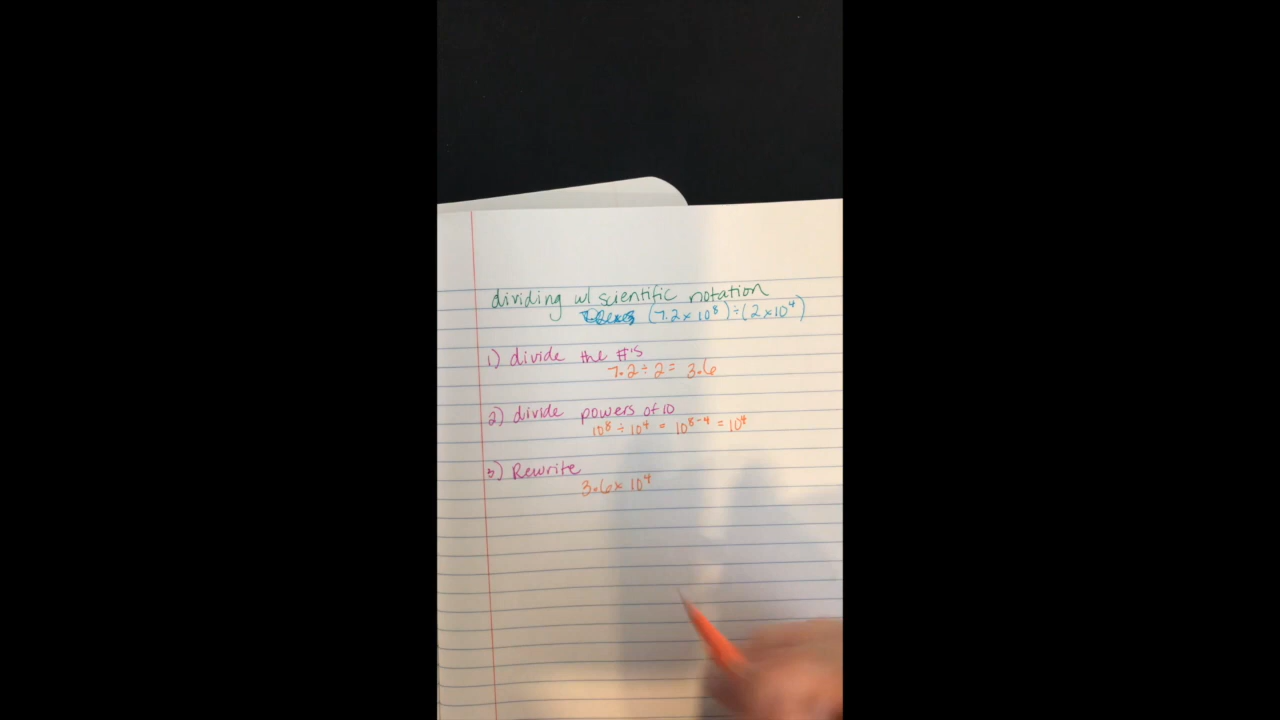 dividing w/ scientific notation
(7.2 x 10⁸) ÷ (2 x 10⁴)
1) divide the #'s
7.2 ÷ 2 = 3.6
2) divide powers of 10
10⁸ ÷ 10⁴ = 10⁸⁻⁴ = 10⁴
3) Rewrite
3.6 x 10⁴